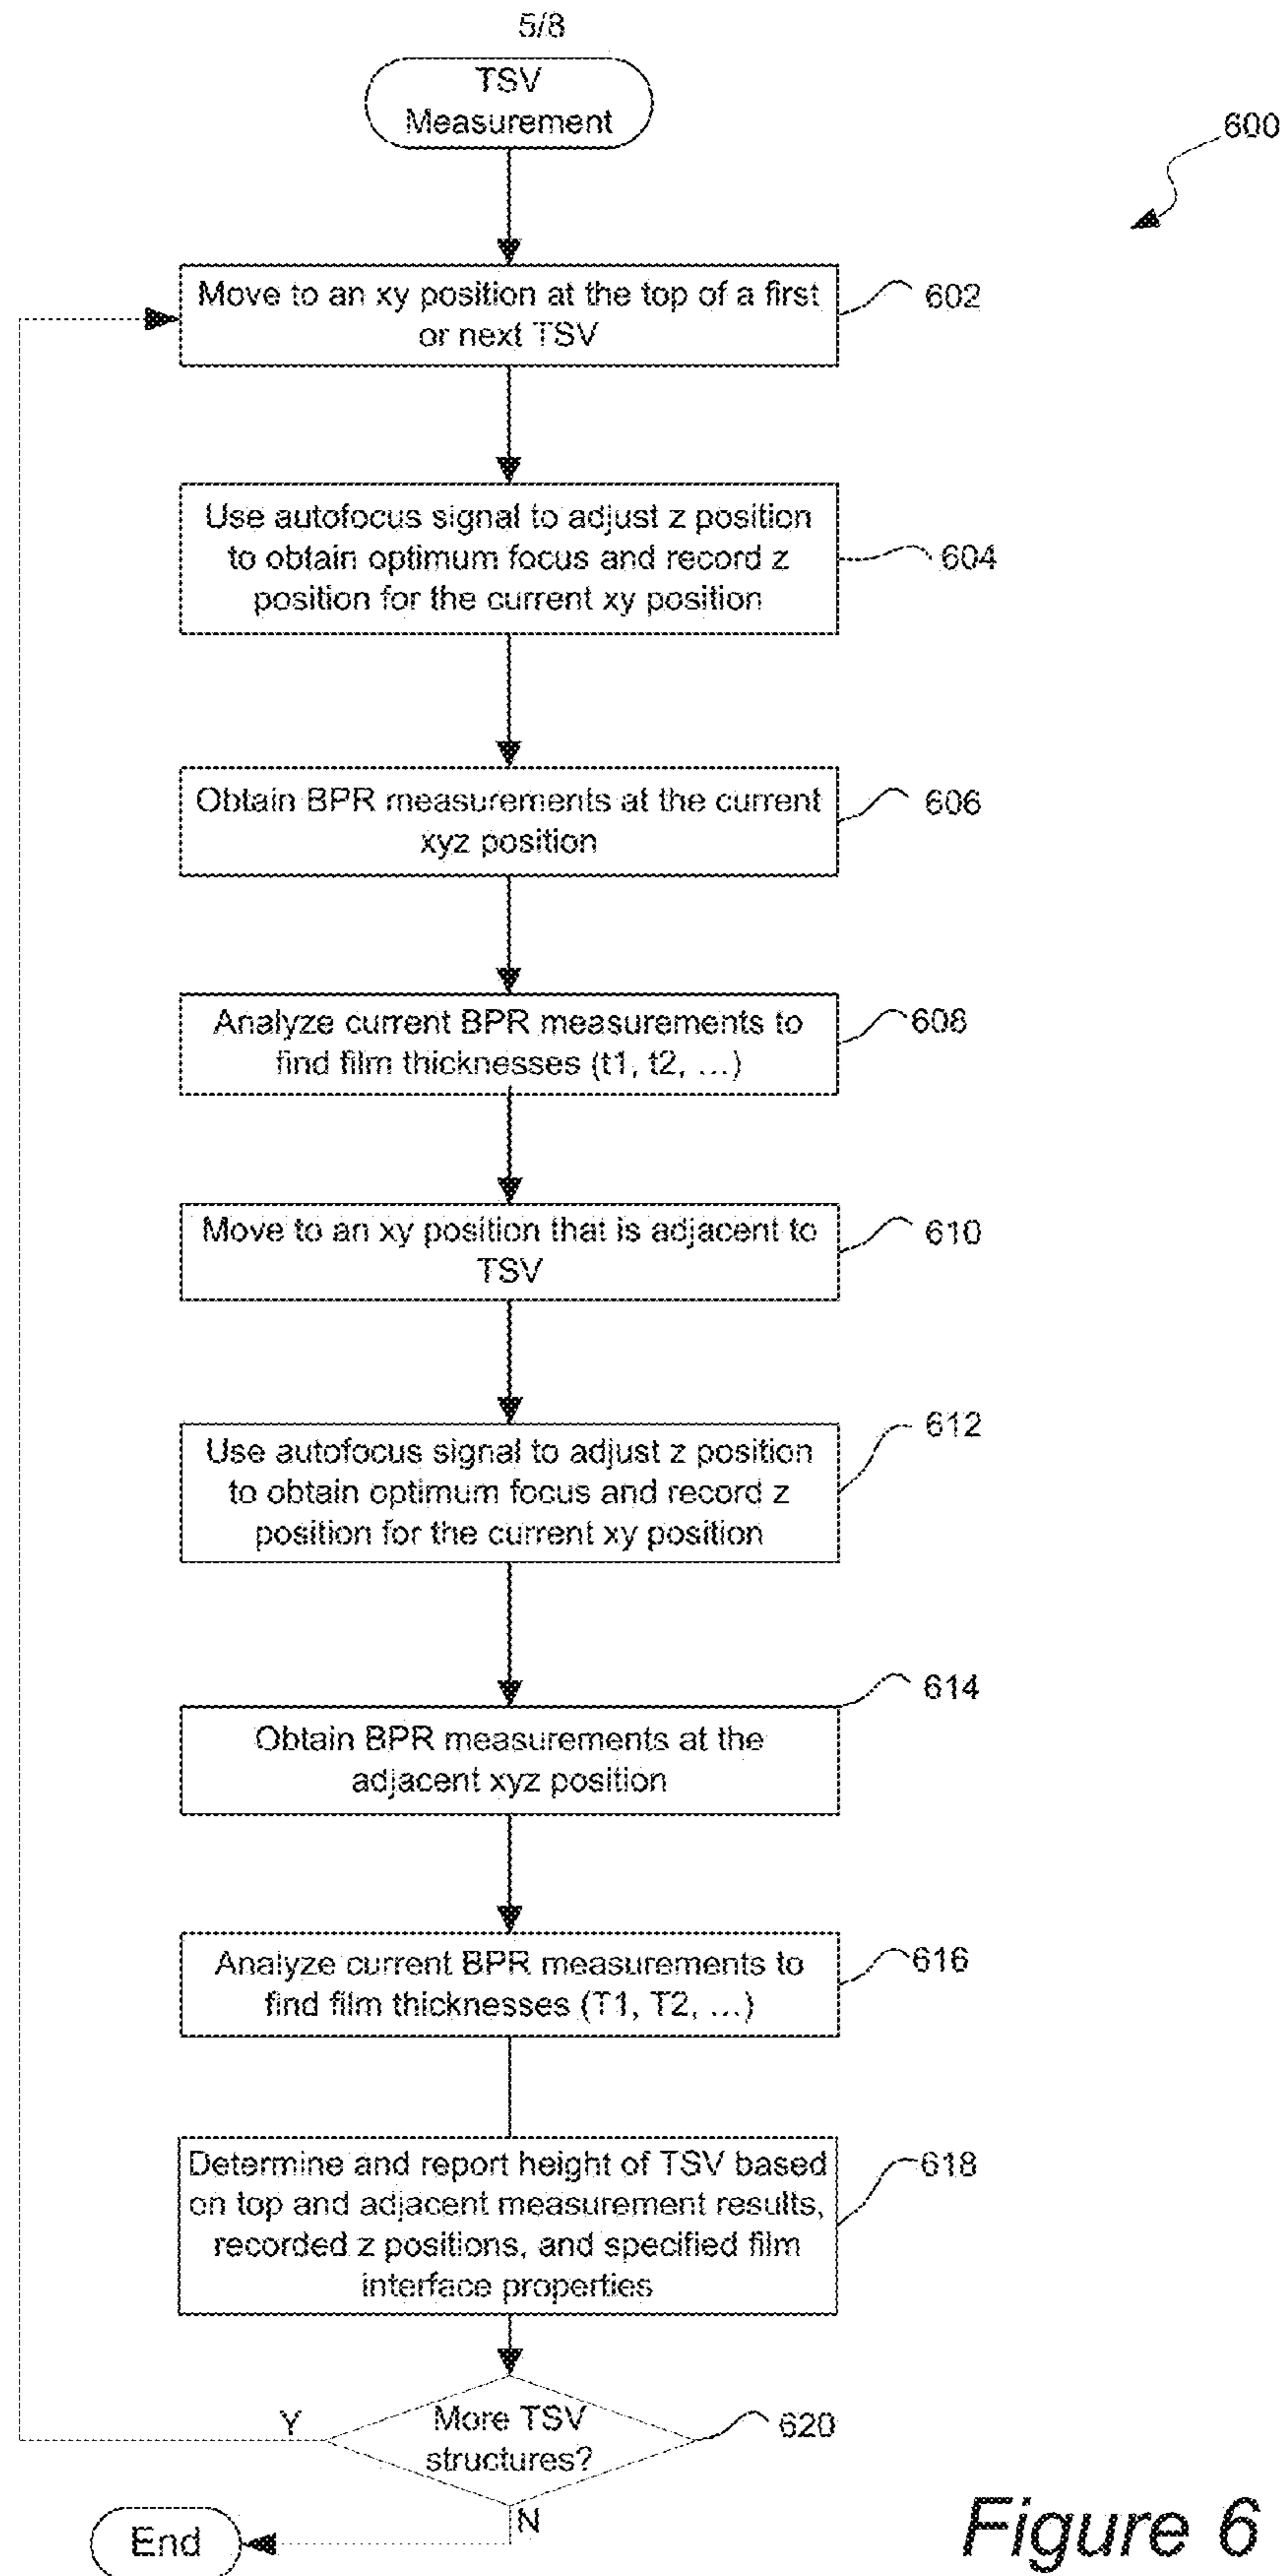 5/8
TSV
Measurement
600
Move to an xy position at the top of a first
or next TSV
602
Use autofocus signal to adjust z position
to obtain optimum focus and record z
position for the current xy position
604
Obtain BPR measurements at the current
xyz position
606
Analyze current BPR measurements to
find film thicknesses (t1, t2, ...)
608
Move to an xy position that is adjacent to
TSV
610
Use autofocus signal to adjust z position
to obtain optimum focus and record z
position for the current xy position
612
Obtain BPR measurements at the
adjacent xyz position
614
Analyze current BPR measurements to
find film thicknesses (T1, T2, ...)
616
Determine and report height of TSV based
on top and adjacent measurement results,
recorded z positions, and specified film
interface properties
618
More TSV
structures?
620
Y
N
End
Figure 6